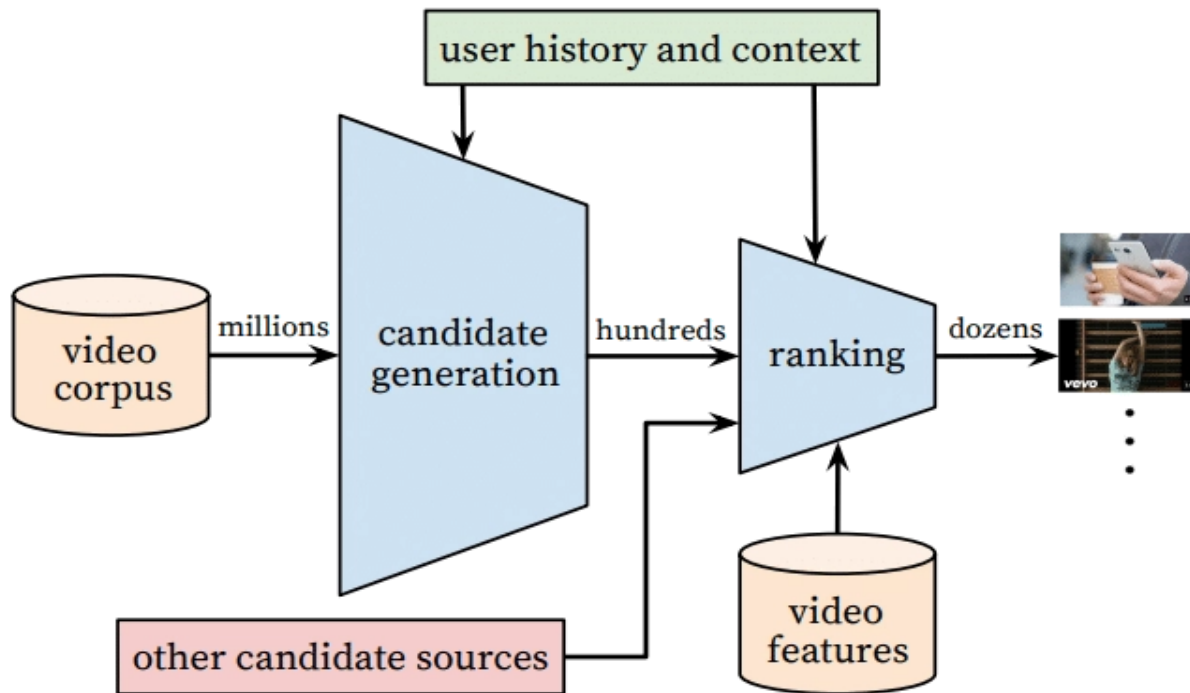 user history and context
video
corpus
millions
candidate
generation
hundreds
ranking
dozens
vevo
other candidate sources
video
features